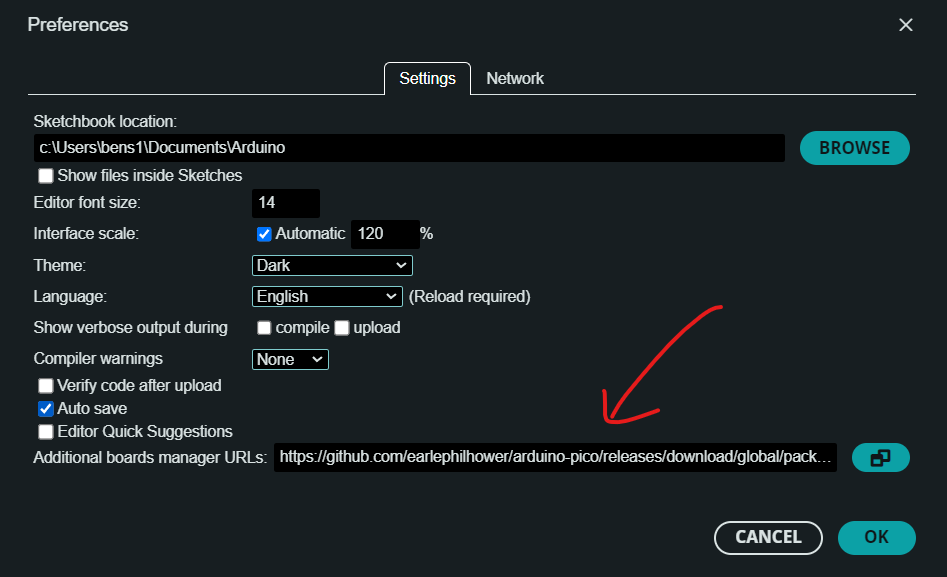 Preferences
Settings Network
Sketchbook location:
c:\Users\bens1\Documents\Arduino BROWSE
Show files inside Sketches
Editor font size: 14
Interface scale: Automatic 120 %
Theme: Dark
Language: English (Reload required)
Show verbose output during compile upload
Compiler warnings None
Verify code after upload
Auto save
Editor Quick Suggestions
Additional boards manager URLs: https://github.com/earlephilhower/arduino-pico/releases/download/global/pack...
CANCEL OK